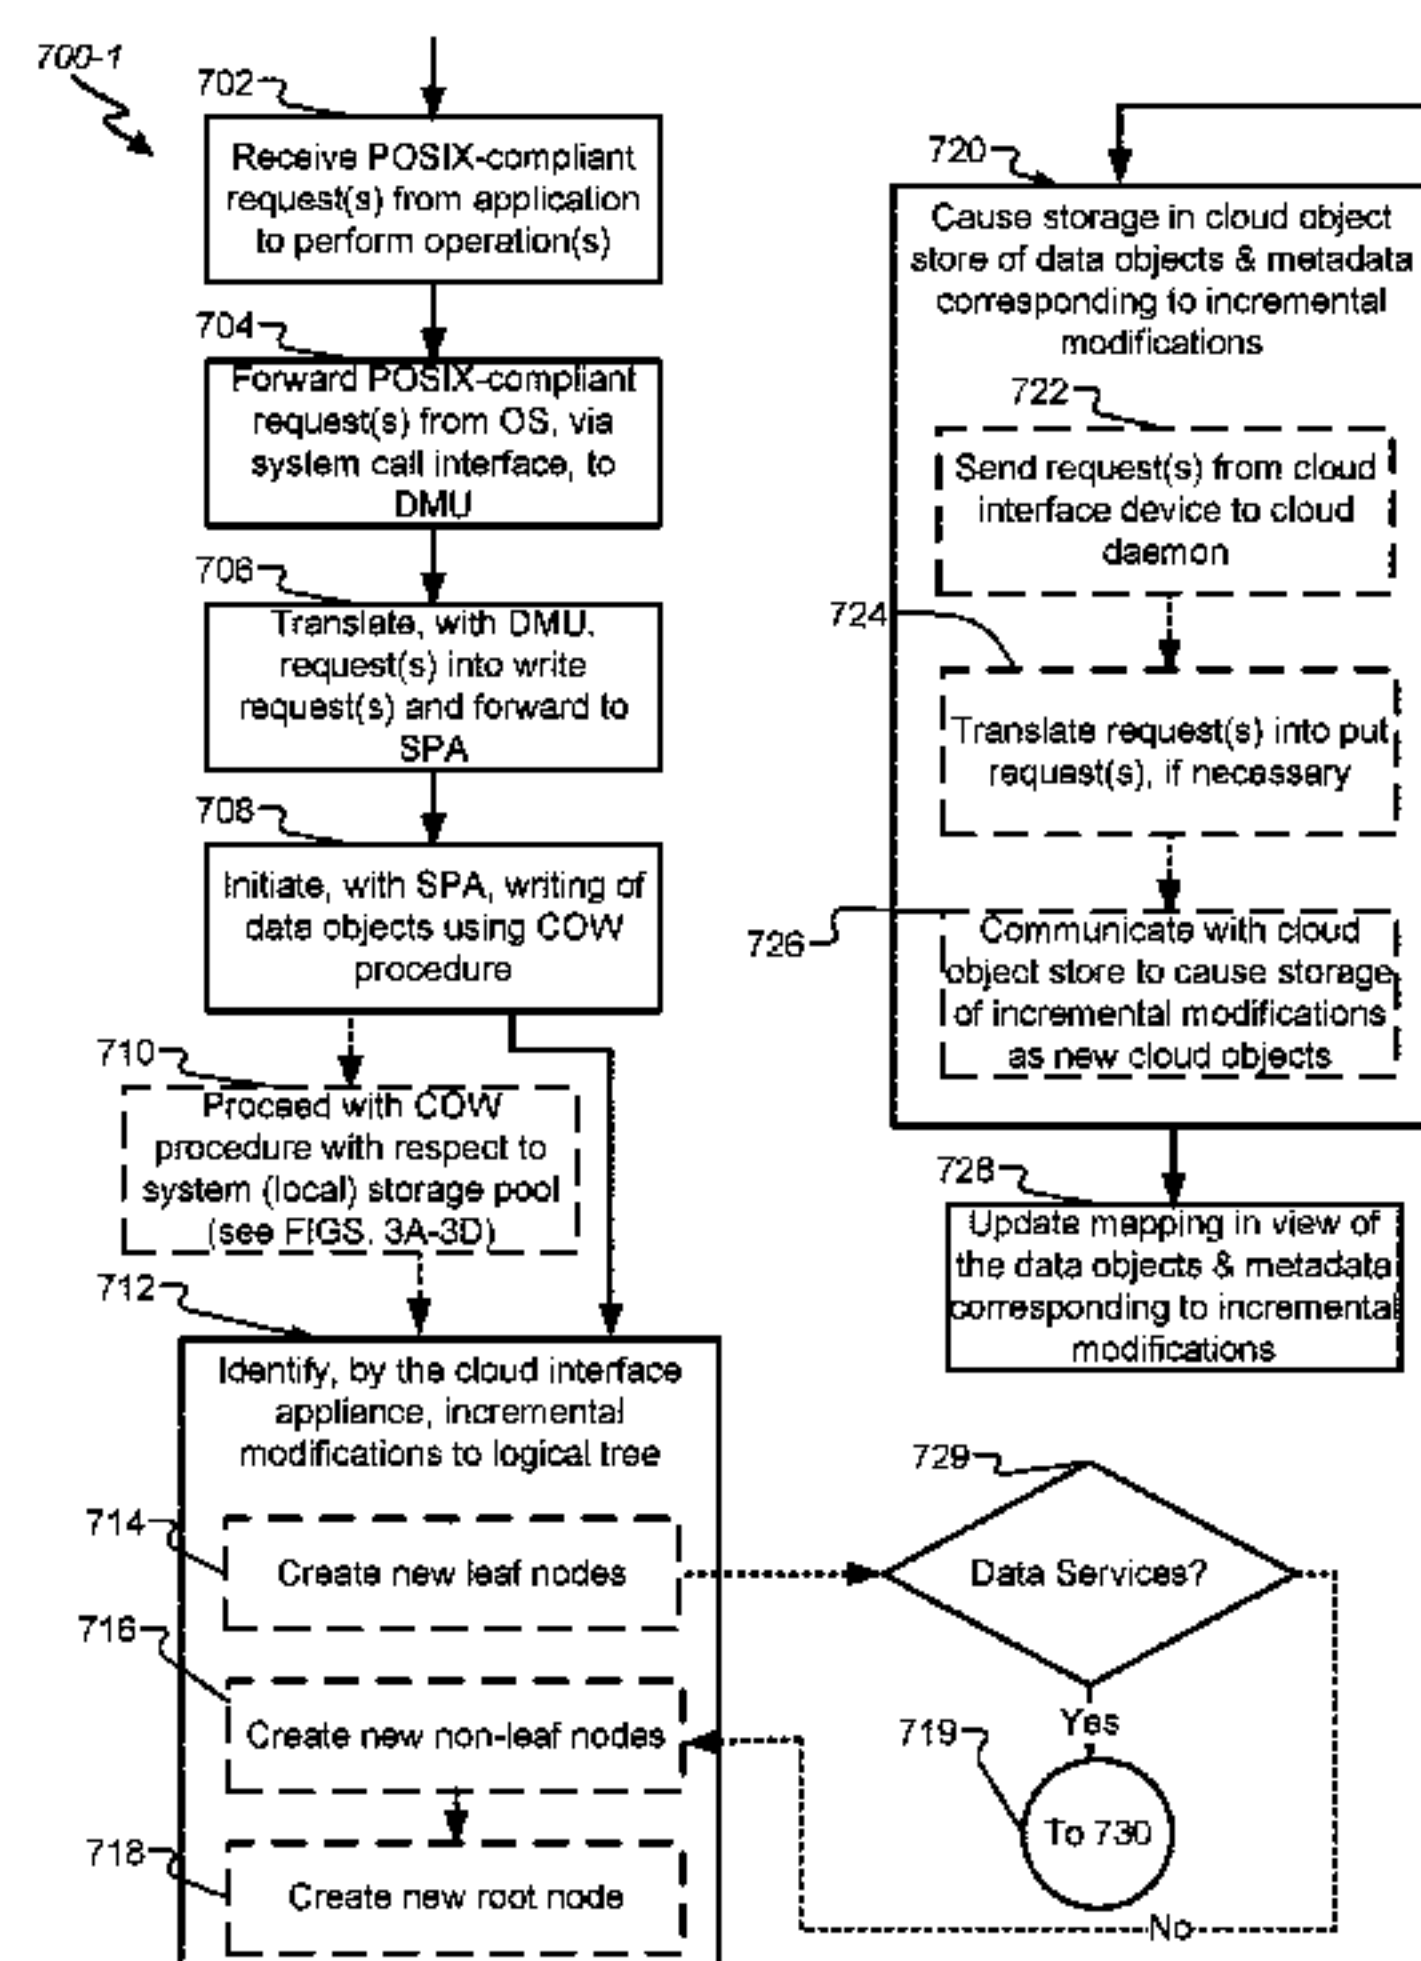 700-1
702
Receive POSIX-compliant
request(s) from application
to perform operation(s)
704
Forward POSIX-compliant
request(s) from OS, via
system call interface, to
DMU
706
Translate, with DMU,
request(s) into write
request(s) and forward to
SPA
708
Initiate, with SPA, writing of
data objects using COW
procedure
710
Proceed with COW
procedure with respect to
system (local) storage pool
(see FIGS. 3A-3D)
712
Identify, by the cloud interface
appliance, incremental
modifications to logical tree
714
Create new leaf nodes
716
Create new non-leaf nodes
718
Create new root node
720
Cause storage in cloud object
store of data objects & metadata
corresponding to incremental
modifications
722
Send request(s) from cloud
interface device to cloud
daemon
724
Translate request(s) into put
request(s), if necessary
726
Communicate with cloud
object store to cause storage
of incremental modifications
as new cloud objects
728
Update mapping in view of
the data objects & metadata
corresponding to incremental
modifications
729
Data Services?
Yes
719
To 730
No